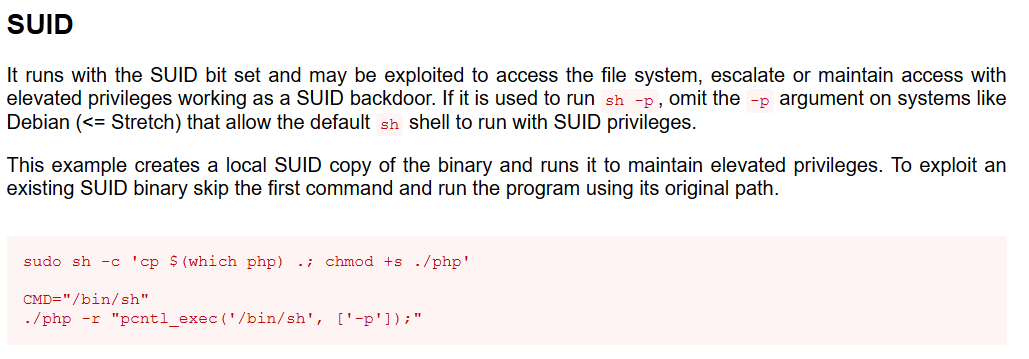 SUID
It runs with the SUID bit set and may be exploited to access the file system, escalate or maintain access with
elevated privileges working as a SUID backdoor. If it is used to run sh -p, omit the -p argument on systems like
Debian (<= Stretch) that allow the default sh shell to run with SUID privileges.
This example creates a local SUID copy of the binary and runs it to maintain elevated privileges. To exploit an
existing SUID binary skip the first command and run the program using its original path.
sudo sh -c 'cp $(which php) .; chmod +s ./php'
CMD="/bin/sh"
./php -r "pcntl_exec('/bin/sh', ['-p']);"